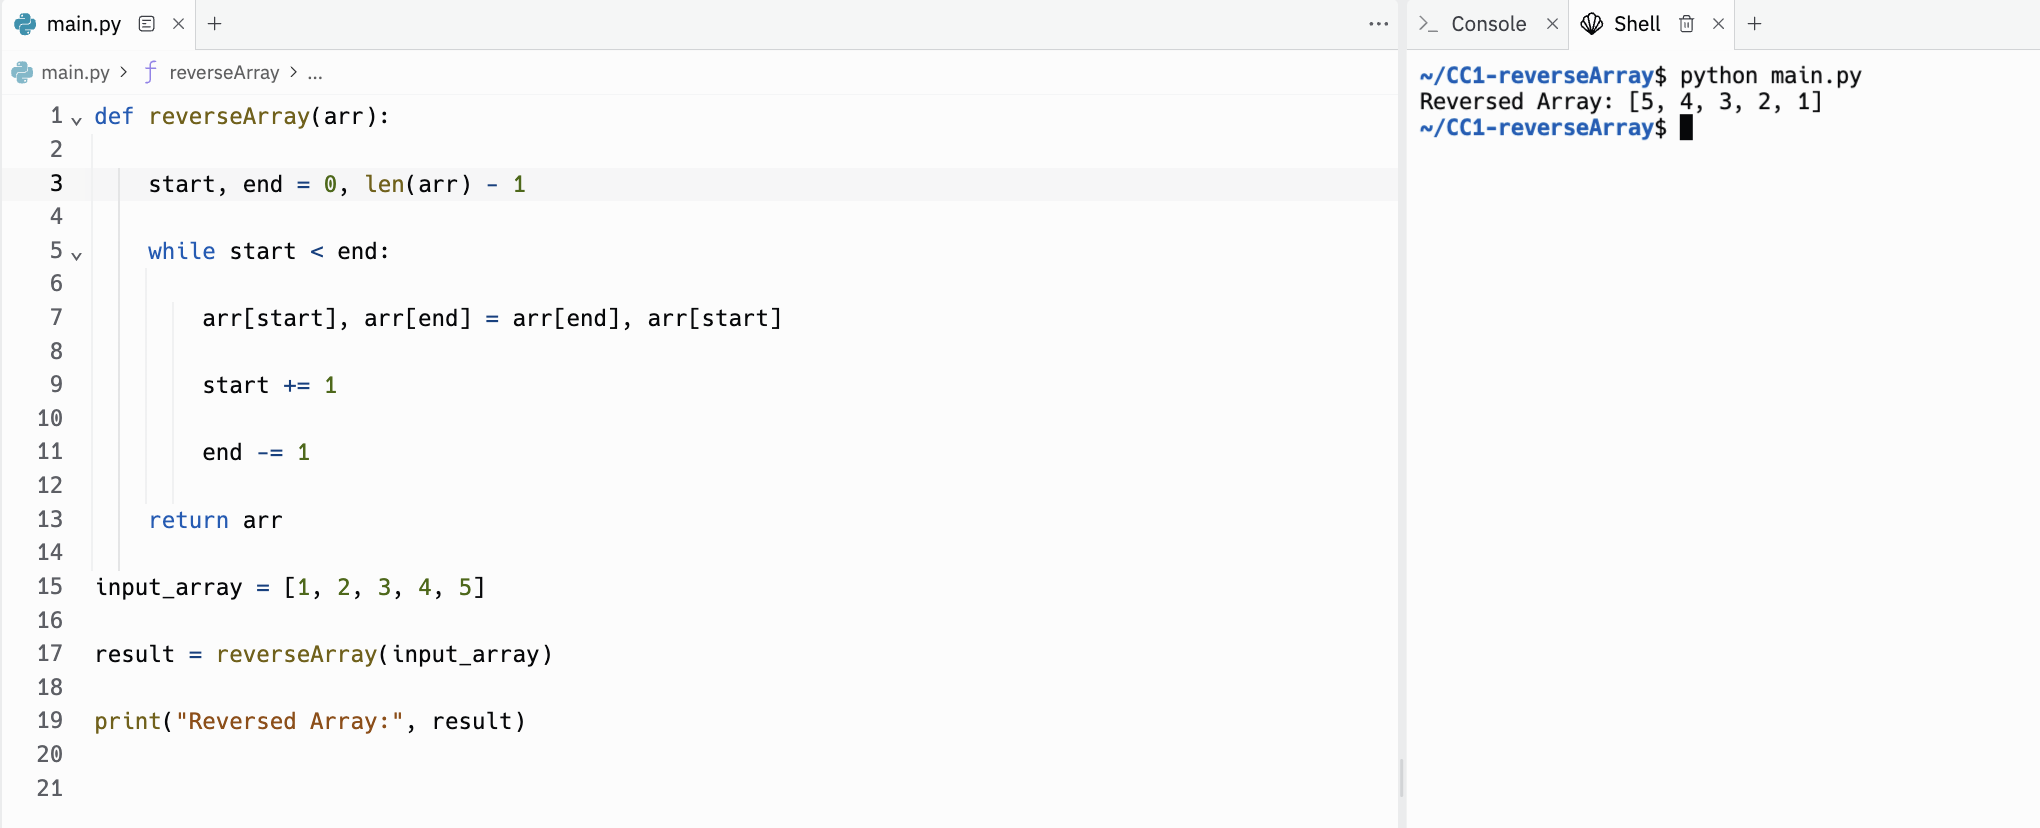 main.py
main.py > reverseArray > ...
1 def reverseArray(arr):
2
3     start, end = 0, len(arr) - 1
4
5     while start < end:
6
7         arr[start], arr[end] = arr[end], arr[start]
8
9         start += 1
10
11         end -= 1
12
13     return arr
14
15 input_array = [1, 2, 3, 4, 5]
16
17 result = reverseArray(input_array)
18
19 print("Reversed Array:", result)
20
21
Console Shell
~/CC1-reverseArray$ python main.py
Reversed Array: [5, 4, 3, 2, 1]
~/CC1-reverseArray$